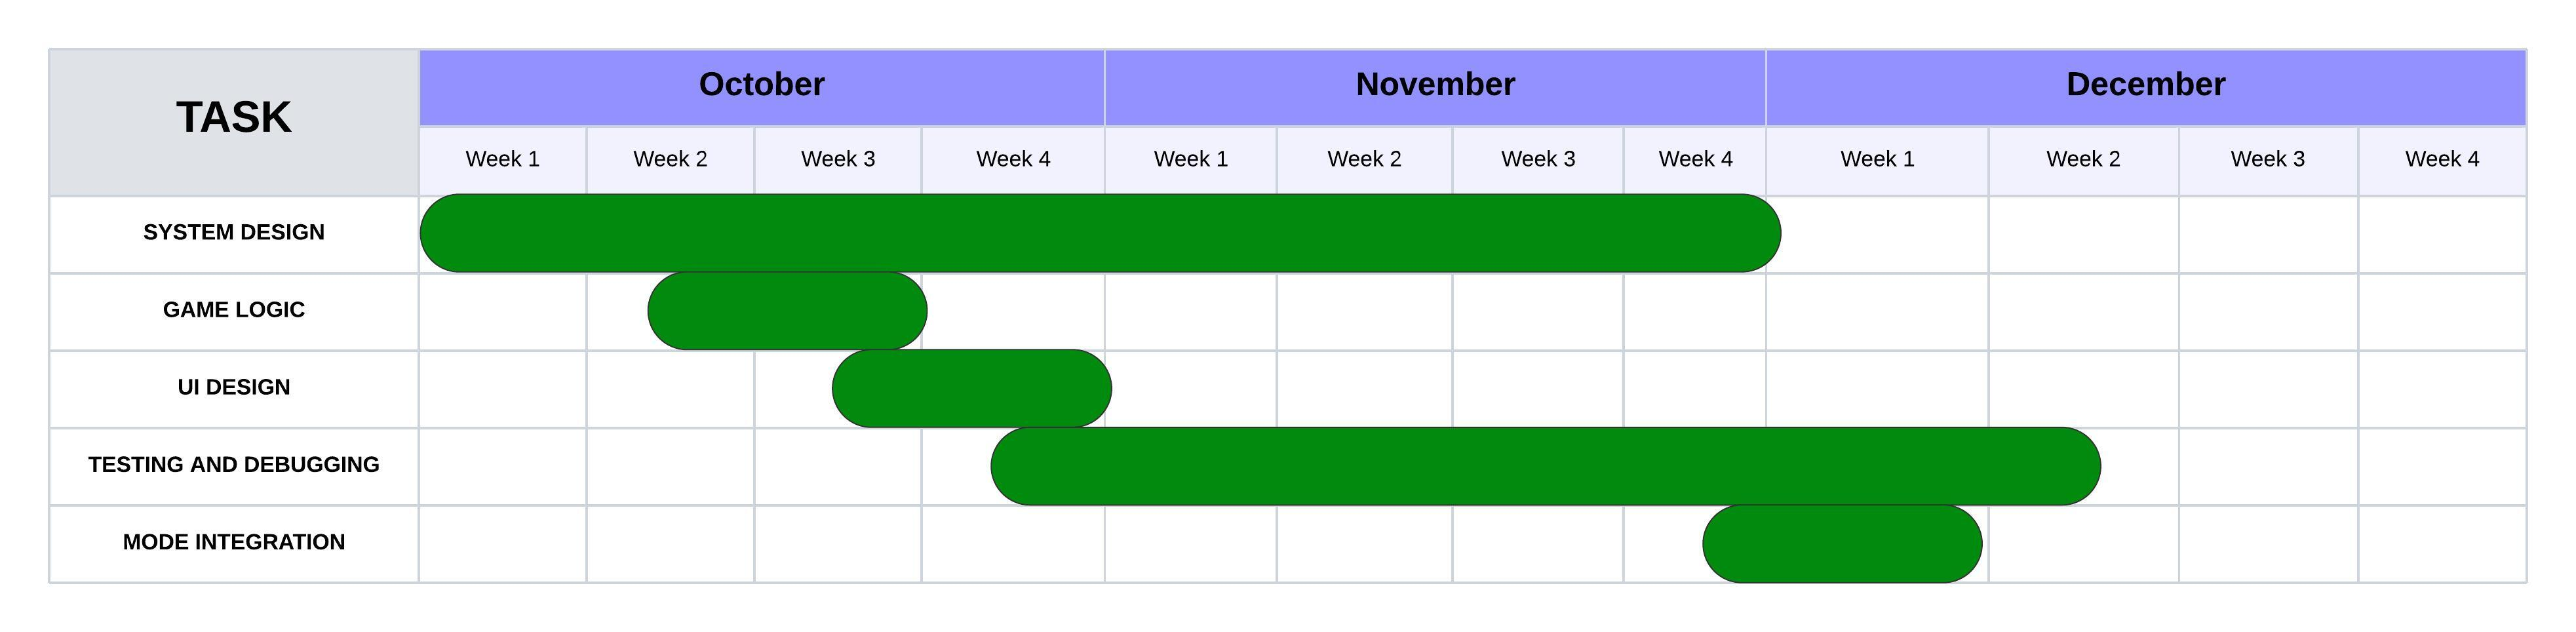 TASK
October November December
Week 1 Week 2 Week 3 Week 4 Week 1 Week 2 Week 3 Week 4 Week 1 Week 2 Week 3 Week 4
SYSTEM DESIGN
GAME LOGIC
UI DESIGN
TESTING AND DEBUGGING
MODE INTEGRATION